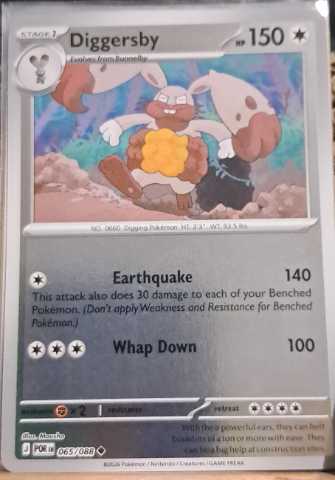 STAGE 1
Diggersby
HP 150
Evolves from Bunnelby
NO. 0660 Digging Pokémon HT. 3'3" WT. 93.5 lbs.
Earthquake 140
This attack also does 30 damage to each of your Benched
Pokémon. (Don't apply Weakness and Resistance for Benched
Pokémon.)
Whap Down 100
weakness ×2 resistance retreat
With their powerful ears, they can heft
boulders of a ton or more with ease. They
can be a big help at construction sites.
Illus.
J POR EN 065/088
©2026 Pokémon / Nintendo / Creatures / GAME FREAK